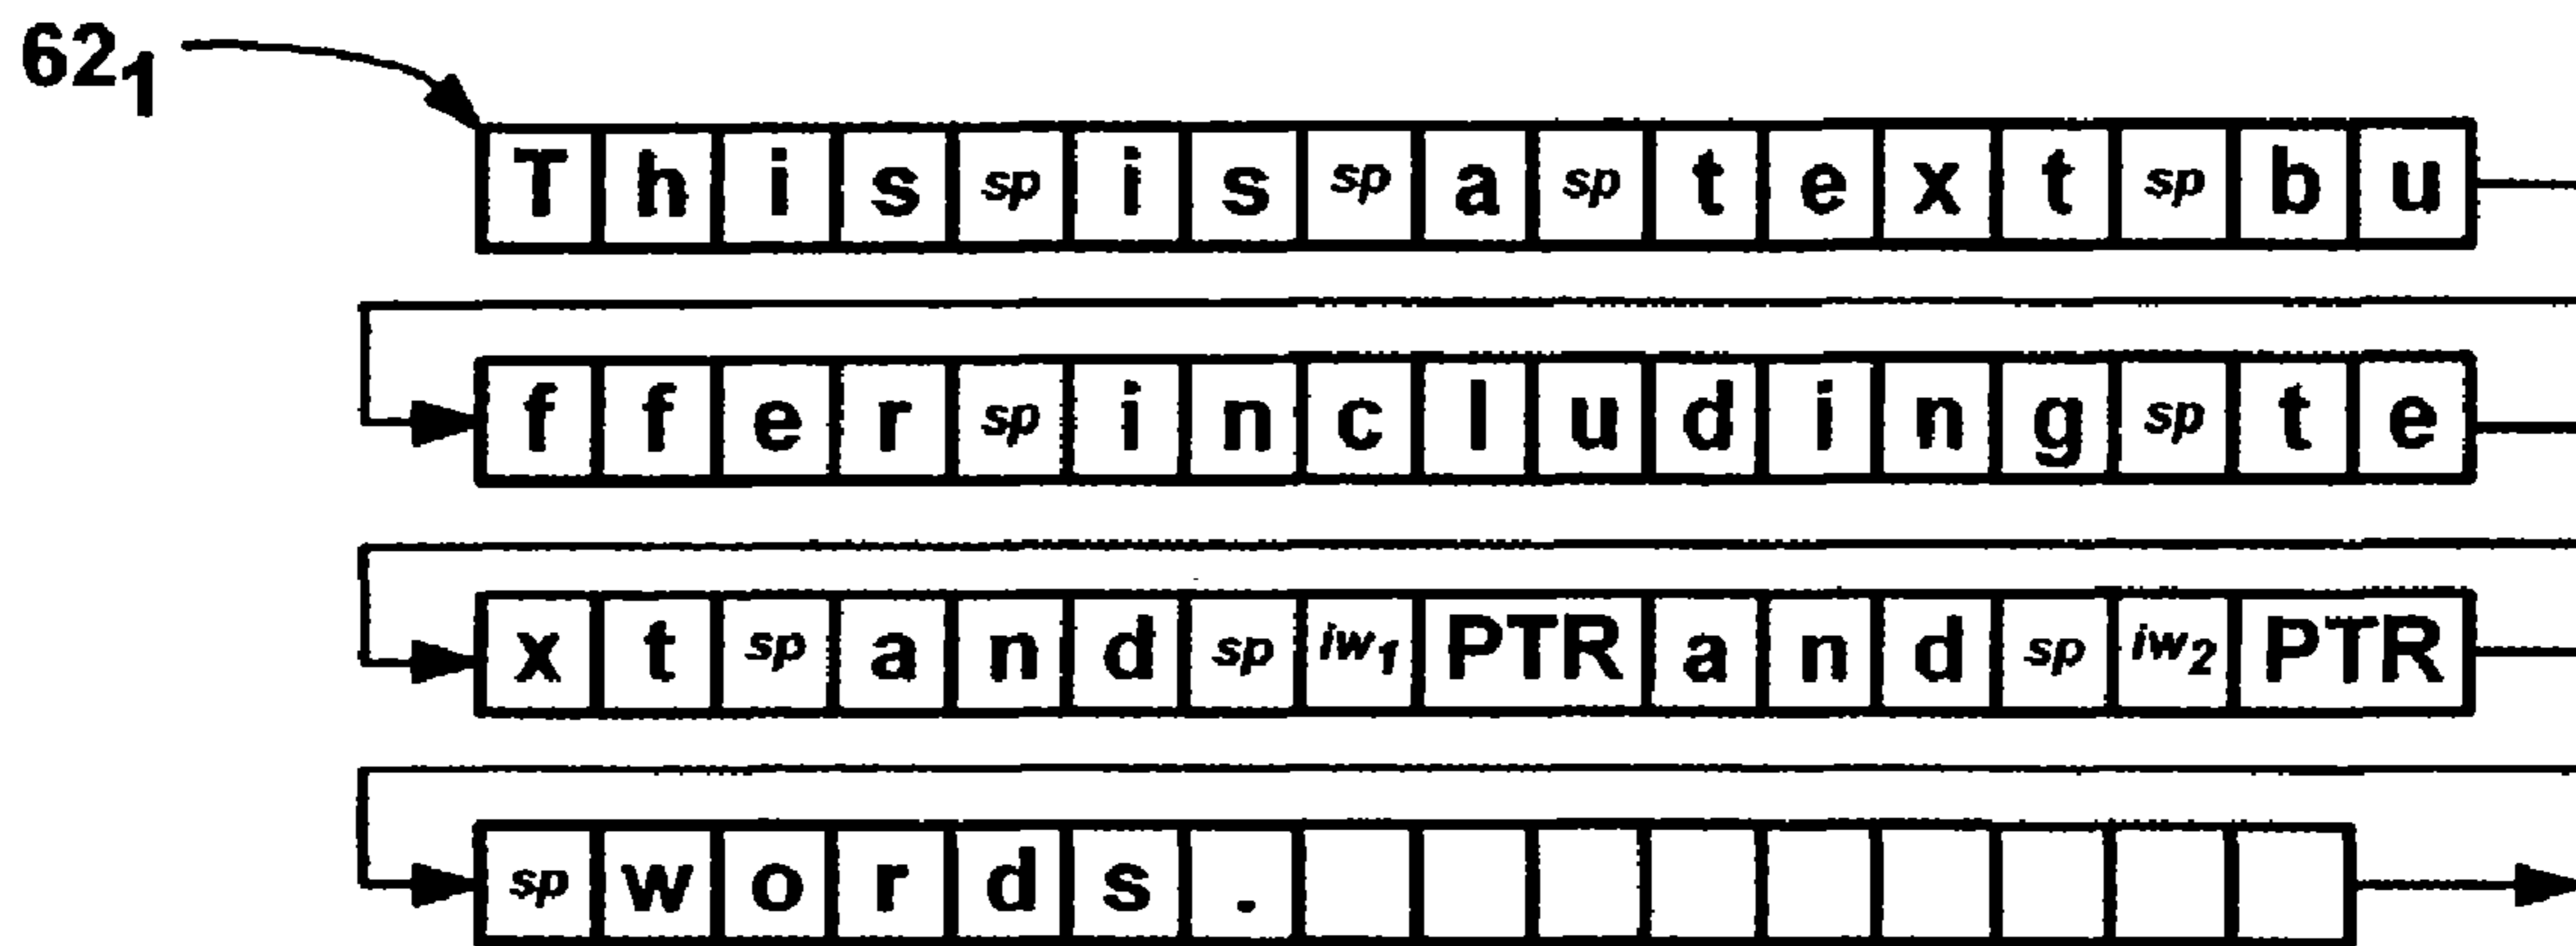 62₁
T h i s sp i s sp a sp t e x t sp b u
f f e r sp i n c l u d i n g sp t e
x t sp a n d sp iw₁ PTR a n d sp iw₂ PTR
sp w o r d s .